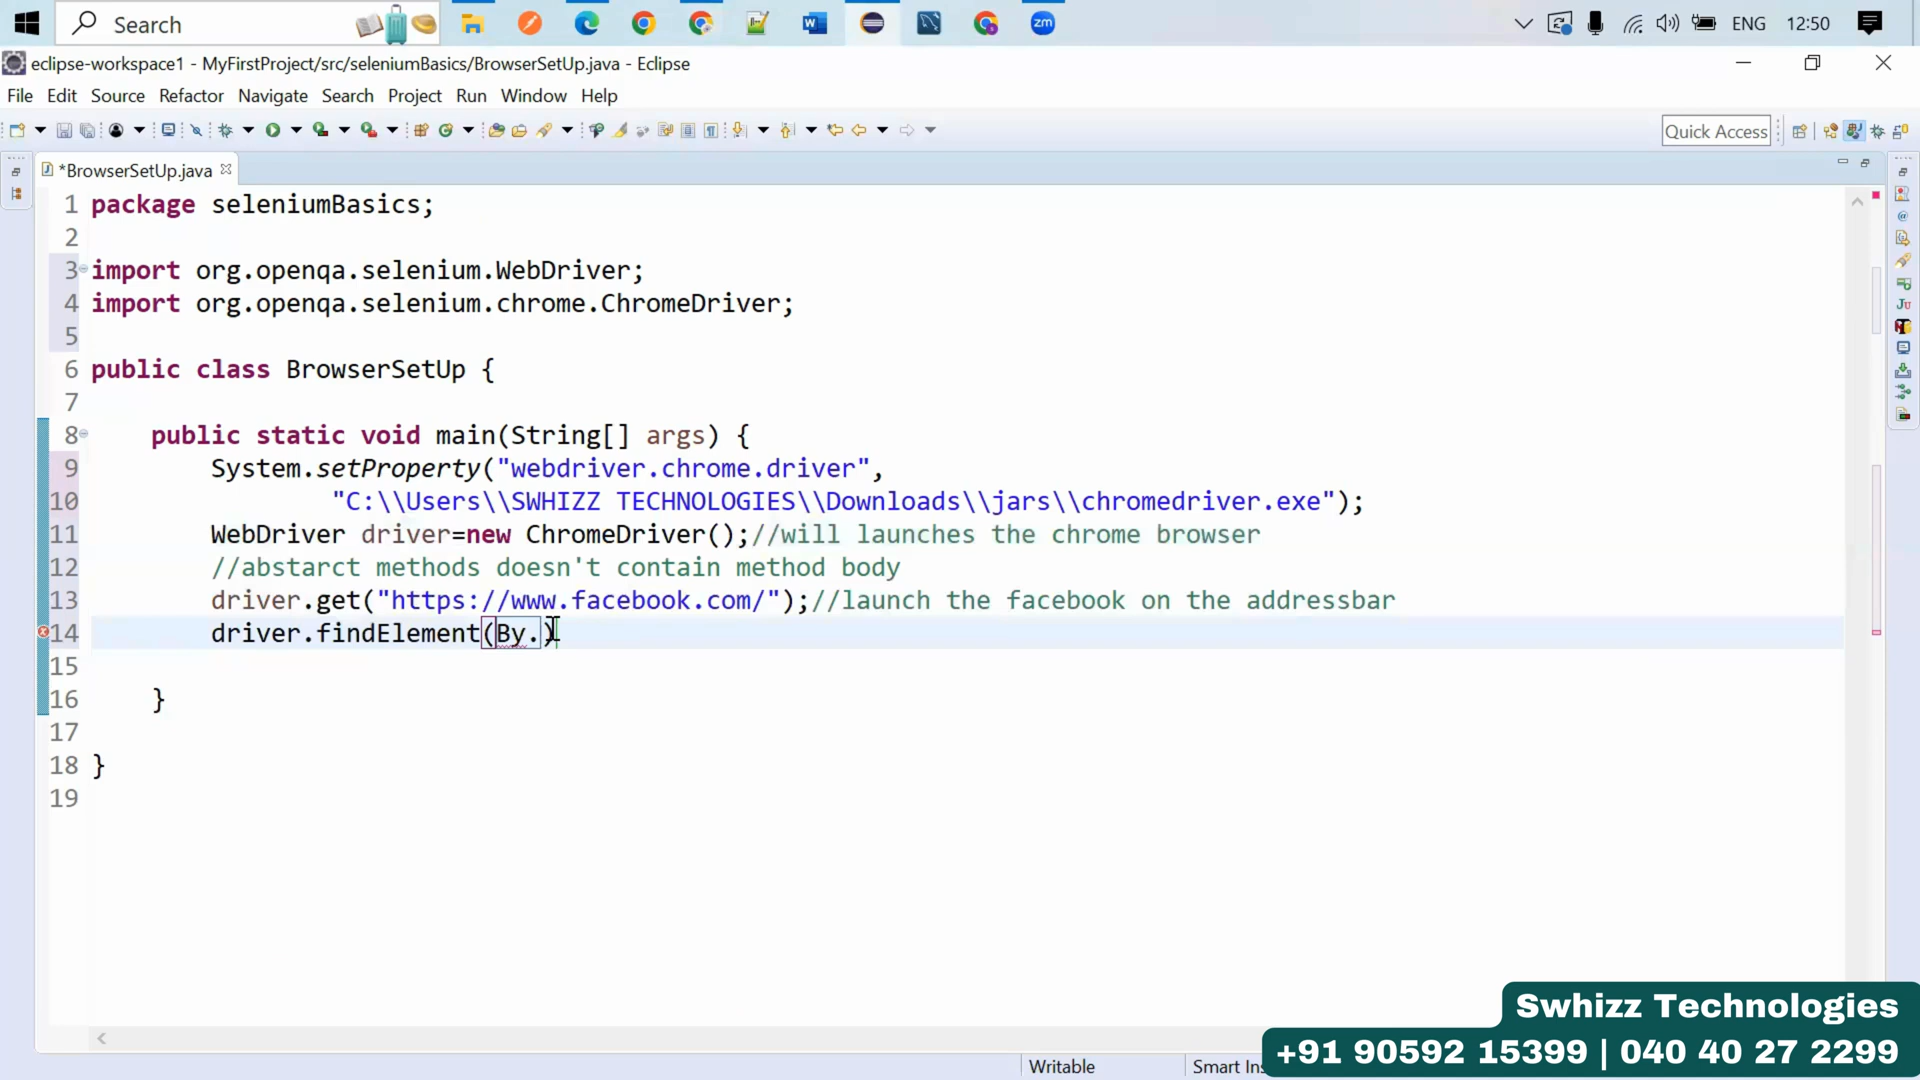 Search
ENG
12:50
eclipse-workspace1 - MyFirstProject/src/seleniumBasics/BrowserSetUp.java - Eclipse
File Edit Source Refactor Navigate Search Project Run Window Help
Quick Access
*BrowserSetUp.java
1 package seleniumBasics;
2
3 import org.openqa.selenium.WebDriver;
4 import org.openqa.selenium.chrome.ChromeDriver;
5
6 public class BrowserSetUp {
7
8 public static void main(String[] args) {
9 System.setProperty("webdriver.chrome.driver",
10 "C:\\Users\\SWHIZZ TECHNOLOGIES\\Downloads\\jars\\chromedriver.exe");
11 WebDriver driver=new ChromeDriver();//will launches the chrome browser
12 //abstarct methods doesn't contain method body
13 driver.get("https://www.facebook.com/");//launch the facebook on the addressbar
14 driver.findElement(By.)
15
16 }
17
18 }
19
Writable
Smart Ins
Swhizz Technologies
+91 90592 15399 | 040 40 27 2299